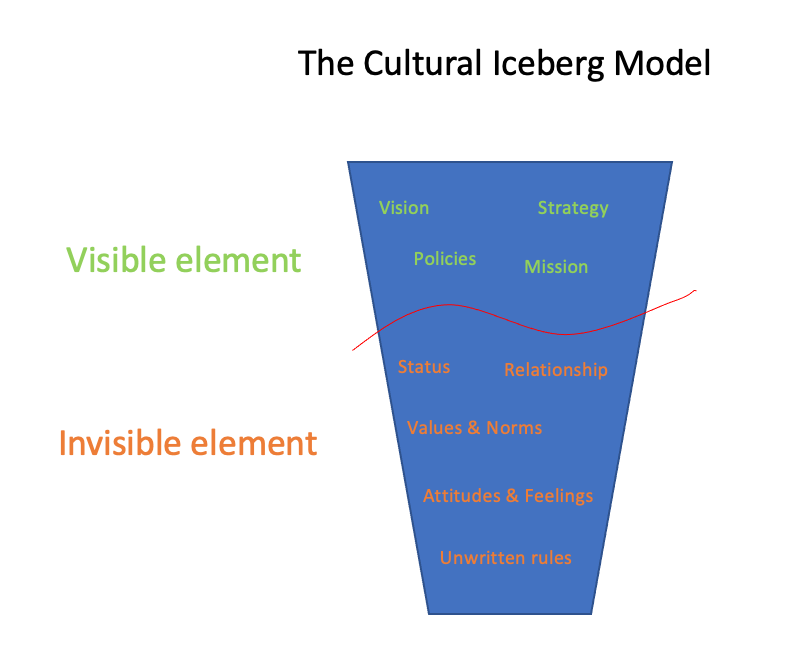 The Cultural Iceberg Model
Vision
Strategy
Visible element
Policies
Mission
Status
Relationship
Values & Norms
Invisible element
Attitudes & Feelings
Unwritten rules